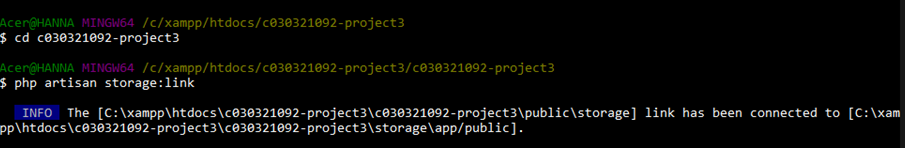 Acer@HANNA MINGW64 /c/xampp/htdocs/c030321092-project3
$ cd c030321092-project3
Acer@HANNA MINGW64 /c/xampp/htdocs/c030321092-project3/c030321092-project3
$ php artisan storage:link
INFO  The [C:\xampp\htdocs\c030321092-project3\c030321092-project3\public\storage] link has been connected to [C:\xam
pp\htdocs\c030321092-project3\c030321092-project3\storage\app/public].